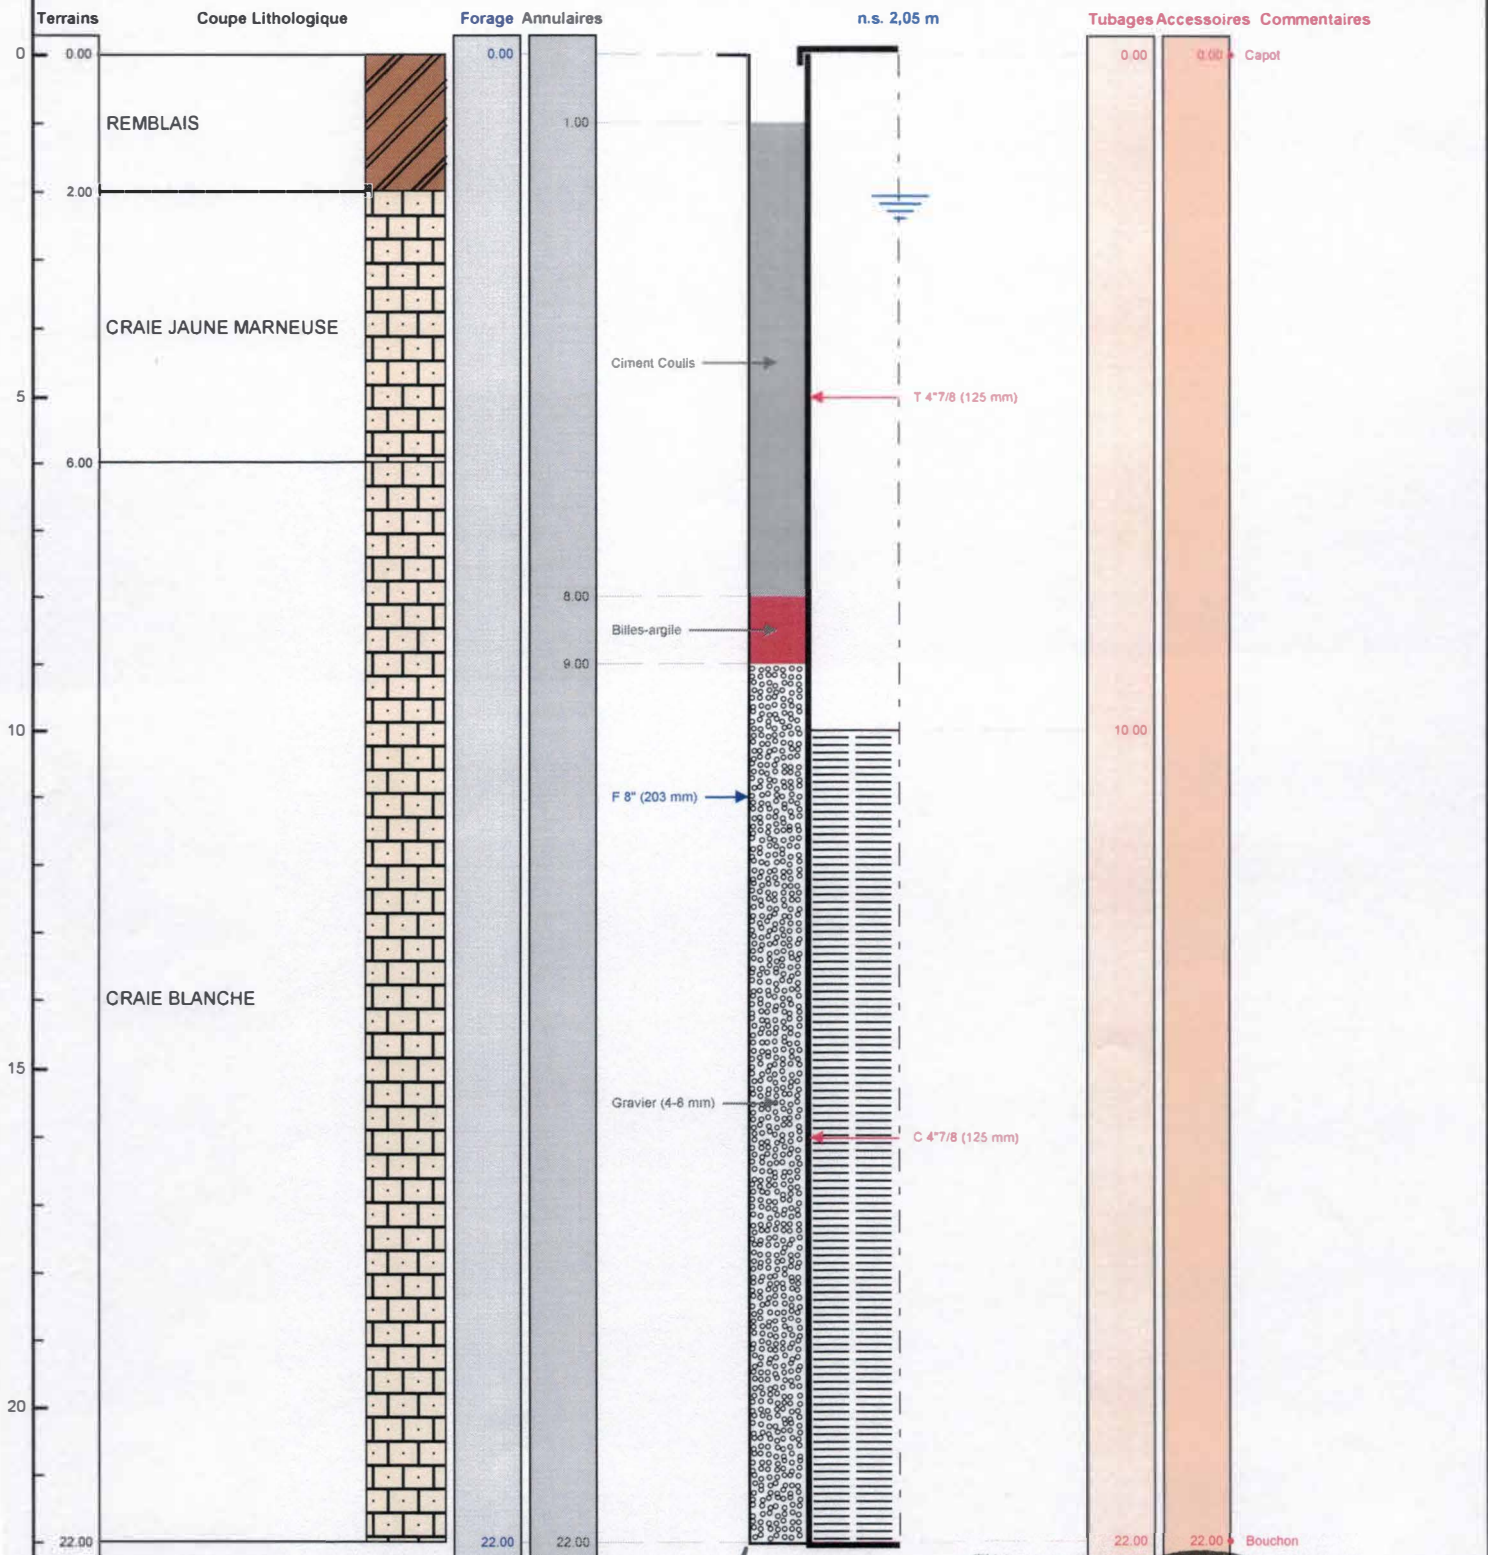 Terrains Coupe Lithologique Forage Annulaires n.s. 2,05 m Tubages Accessoires Commentaires
0 0.00 0.00 0.00 0.00 Capot
REMBLAIS 1.00
2.00
CRAIE JAUNE MARNEUSE
Ciment Coulis
5 T 4"7/8 (125 mm)
6.00
8.00
Billes-argile
9.00
10 10.00
F 8" (203 mm)
CRAIE BLANCHE
15
Gravier (4-6 mm)
C 4"7/8 (125 mm)
20
22.00 22.00 22.00 22.00 22.00 Bouchon